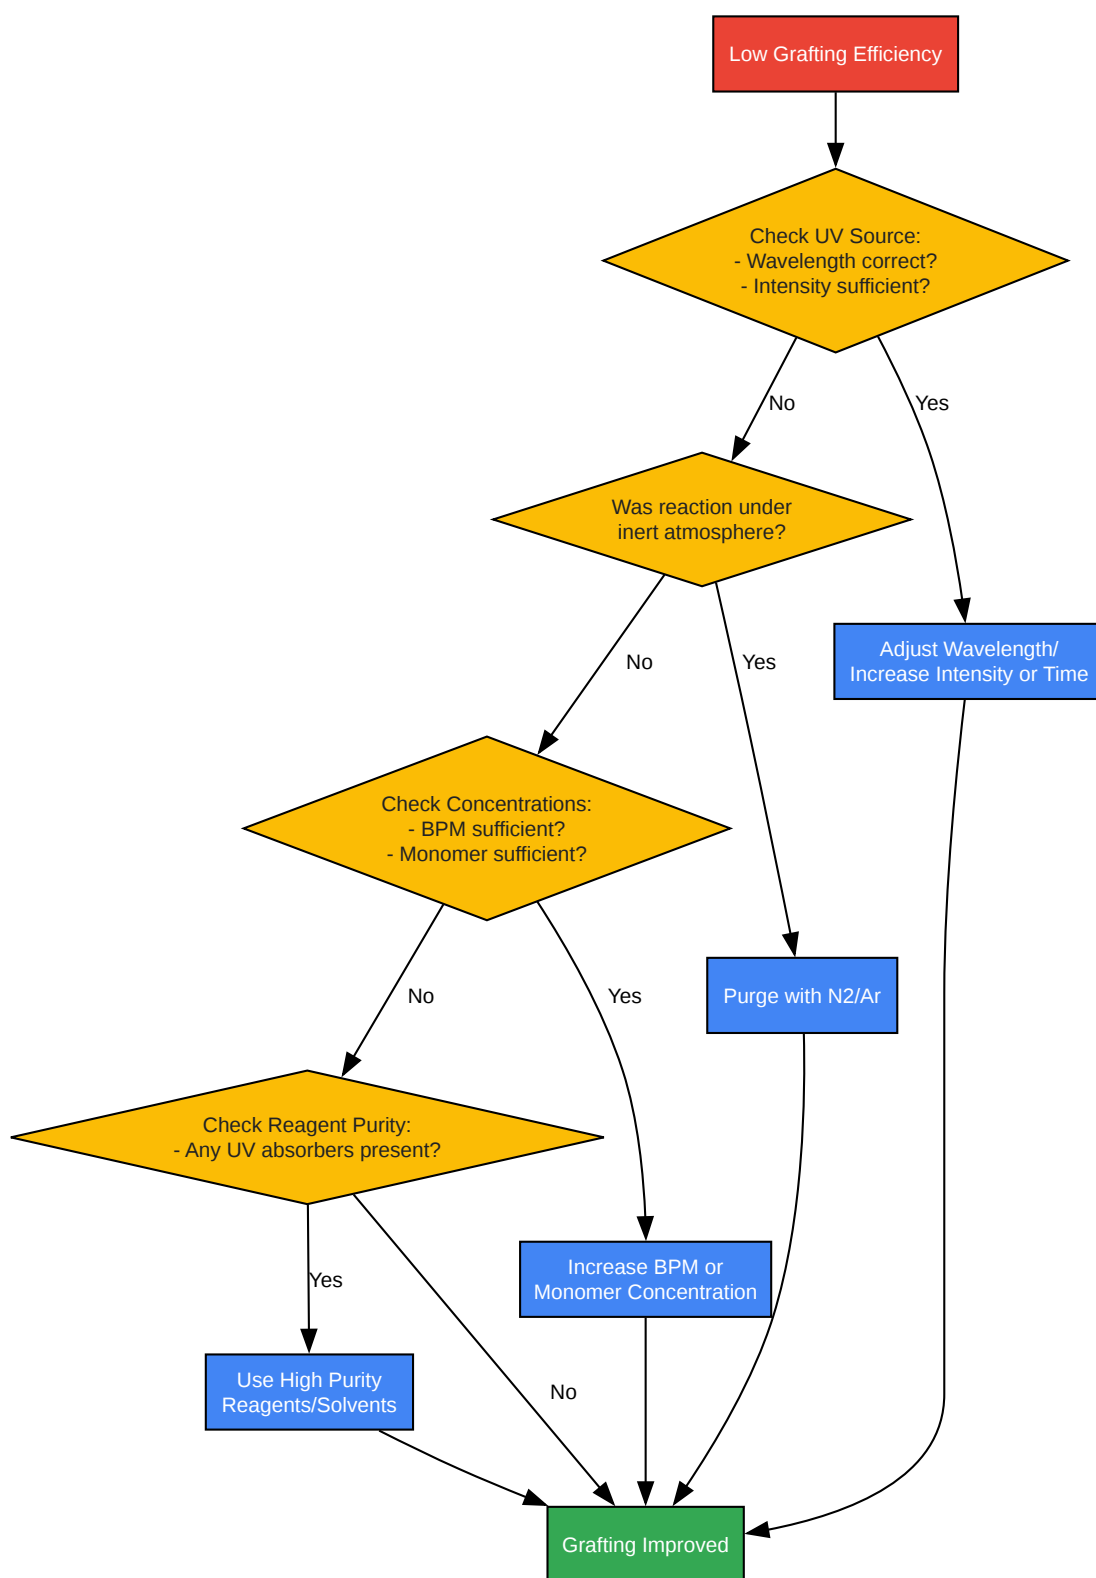 Low Grafting Efficiency
Check UV Source:
- Wavelength correct?
- Intensity sufficient?
No
Yes
Was reaction under
inert atmosphere?
Adjust Wavelength/
Increase Intensity or Time
No
Yes
Check Concentrations:
- BPM sufficient?
- Monomer sufficient?
No
Yes
Purge with N2/Ar
Check Reagent Purity:
- Any UV absorbers present?
Yes
Increase BPM or
Monomer Concentration
Use High Purity
Reagents/Solvents
No
Grafting Improved